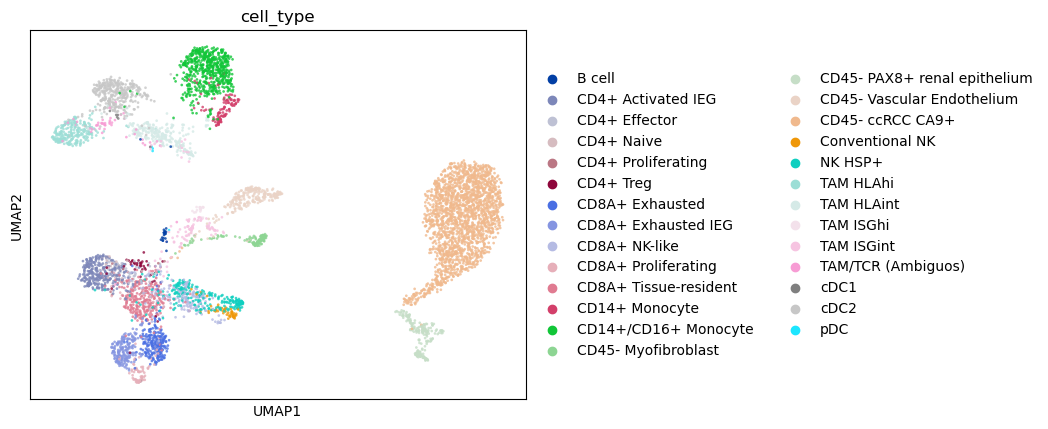 cell_type
UMAP2
UMAP1
B cell
CD4+ Activated IEG
CD4+ Effector
CD4+ Naive
CD4+ Proliferating
CD4+ Treg
CD8A+ Exhausted
CD8A+ Exhausted IEG
CD8A+ NK-like
CD8A+ Proliferating
CD8A+ Tissue-resident
CD14+ Monocyte
CD14+/CD16+ Monocyte
CD45- Myofibroblast
CD45- PAX8+ renal epithelium
CD45- Vascular Endothelium
CD45- ccRCC CA9+
Conventional NK
NK HSP+
TAM HLAhi
TAM HLAint
TAM ISGhi
TAM ISGint
TAM/TCR (Ambiguos)
cDC1
cDC2
pDC